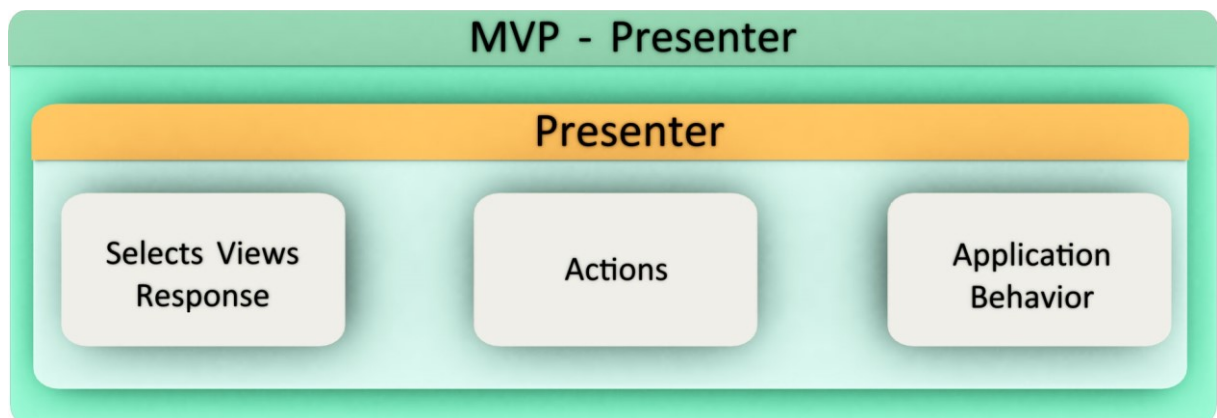 MVP - Presenter
Presenter
Selects Views
Response
Actions
Application
Behavior